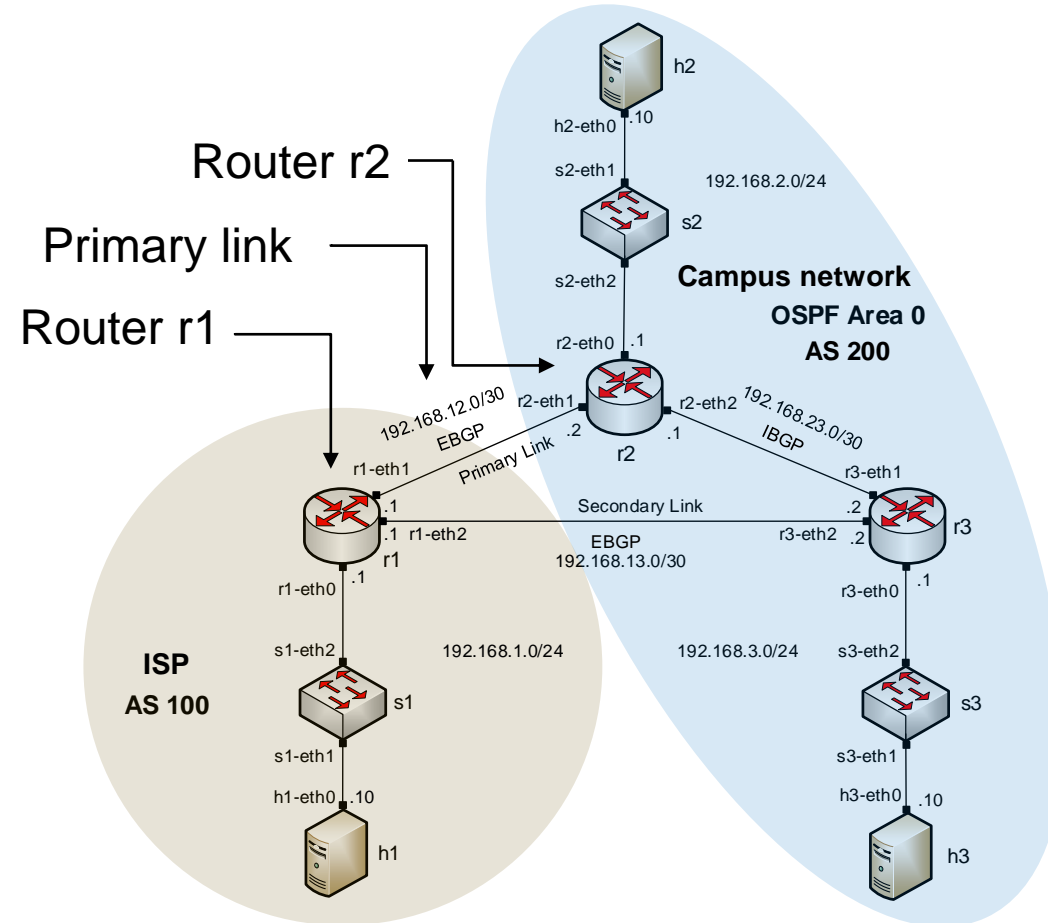 h2
h2-eth0
.10
Router r2
s2-eth1
192.168.2.0/24
s2
Primary link
s2-eth2
Campus network
OSPF Area 0
AS 200
Router r1
r2-eth0
.1
192.168.12.0/30
EBGP
Primary Link
r2-eth1
.2
r2-eth2
.1
r2
192.168.23.0/30
IBGP
r1-eth1
.1
.1
r1-eth2
Secondary Link
EBGP
192.168.13.0/30
r3-eth1
.2
r3-eth2
.2
r3
r1
r1-eth0
.1
r3-eth0
.1
ISP
AS 100
s1-eth2
192.168.1.0/24
192.168.3.0/24
s3-eth2
s1
s3
s1-eth1
s3-eth1
h1-eth0
.10
h3-eth0
.10
h1
h3